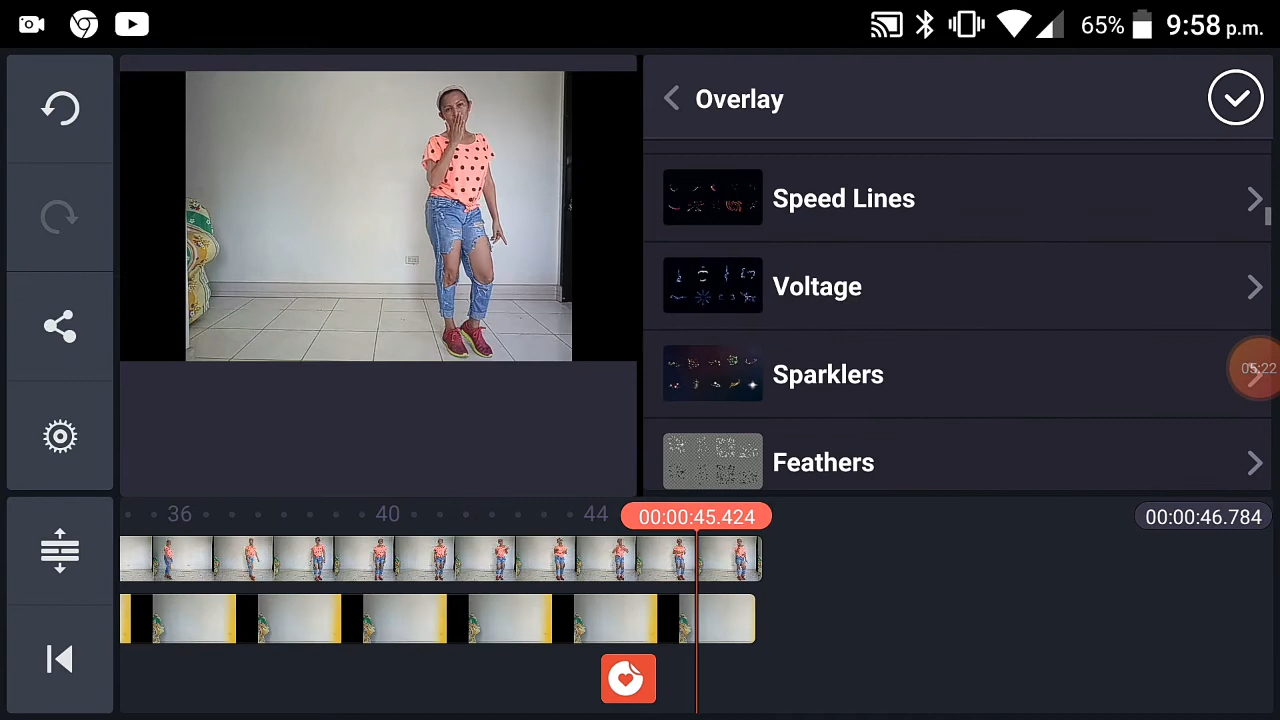 65% 9:58 p.m.
Overlay
Speed Lines
Voltage
Sparklers
05:22
Feathers
36 40 44 00:00:45.424 00:00:46.784